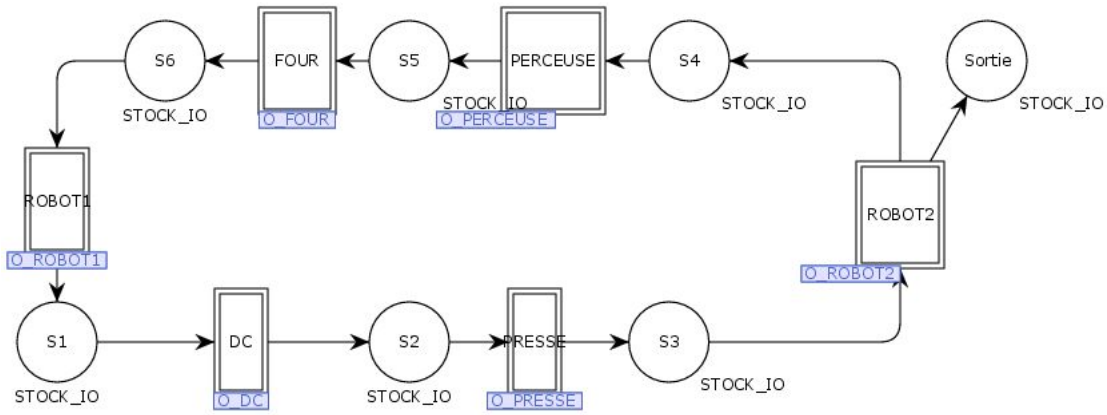 S6
FOUR
S5
PERCEUSE
S4
Sortie
STOCK_IO
STOCK_IO
STOCK_IO
STOCK_IO
O_FOUR
O_PERCEUSE
ROBOT1
ROBOT2
O_ROBOT1
O_ROBOT2
S1
DC
S2
PRESSE
S3
STOCK_IO
STOCK_IO
STOCK_IO
O_DC
O_PRESSE